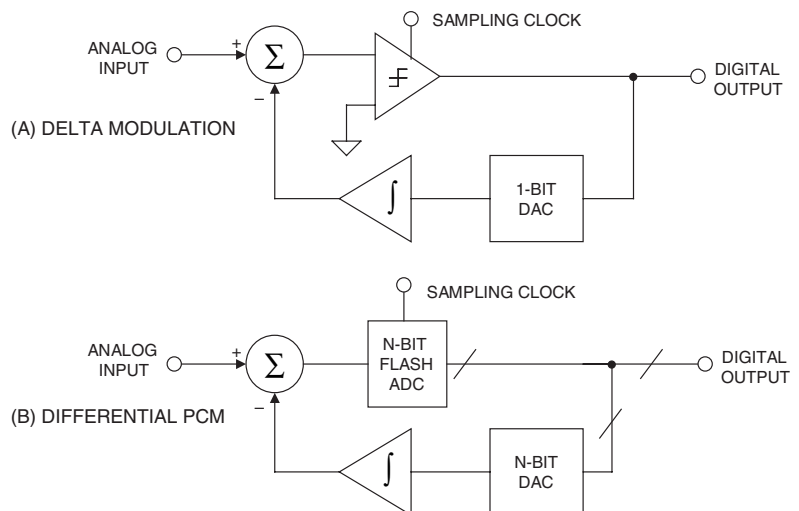 SAMPLING CLOCK
ANALOG
INPUT
+
Σ
−
DIGITAL
OUTPUT
(A) DELTA MODULATION
∫
1-BIT
DAC
SAMPLING CLOCK
ANALOG
INPUT
+
Σ
−
N-BIT
FLASH
ADC
DIGITAL
OUTPUT
(B) DIFFERENTIAL PCM
∫
N-BIT
DAC